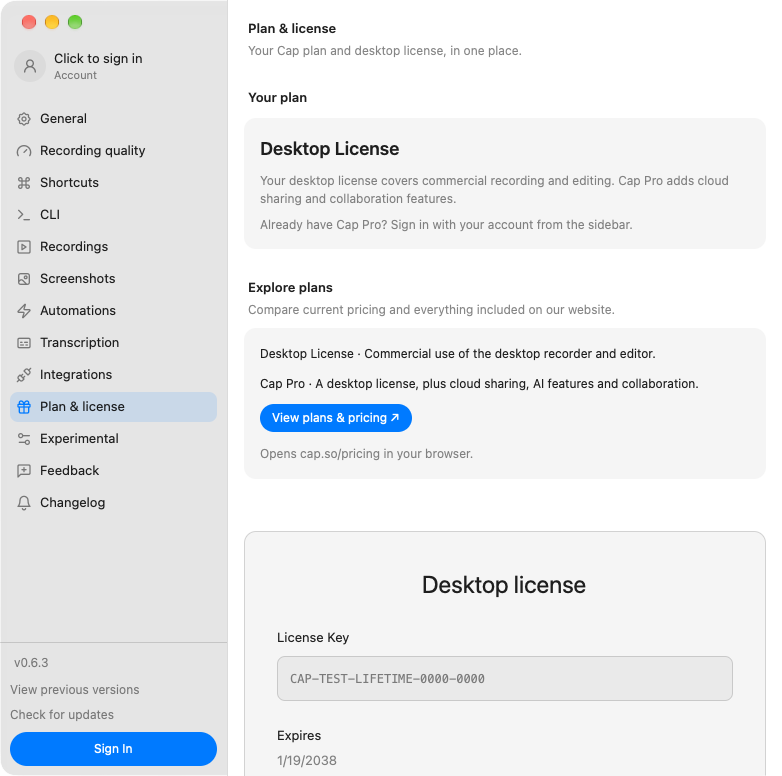 Click to sign in
Account
General
Recording quality
Shortcuts
CLI
Recordings
Screenshots
Automations
Transcription
Integrations
Plan & license
Experimental
Feedback
Changelog
v0.6.3
View previous versions
Check for updates
Sign In
Plan & license
Your Cap plan and desktop license, in one place.
Your plan
Desktop License
Your desktop license covers commercial recording and editing. Cap Pro adds cloud
sharing and collaboration features.
Already have Cap Pro? Sign in with your account from the sidebar.
Explore plans
Compare current pricing and everything included on our website.
Desktop License · Commercial use of the desktop recorder and editor.
Cap Pro · A desktop license, plus cloud sharing, AI features and collaboration.
View plans & pricing ↗
Opens cap.so/pricing in your browser.
Desktop license
License Key
CAP-TEST-LIFETIME-0000-0000
Expires
1/19/2038